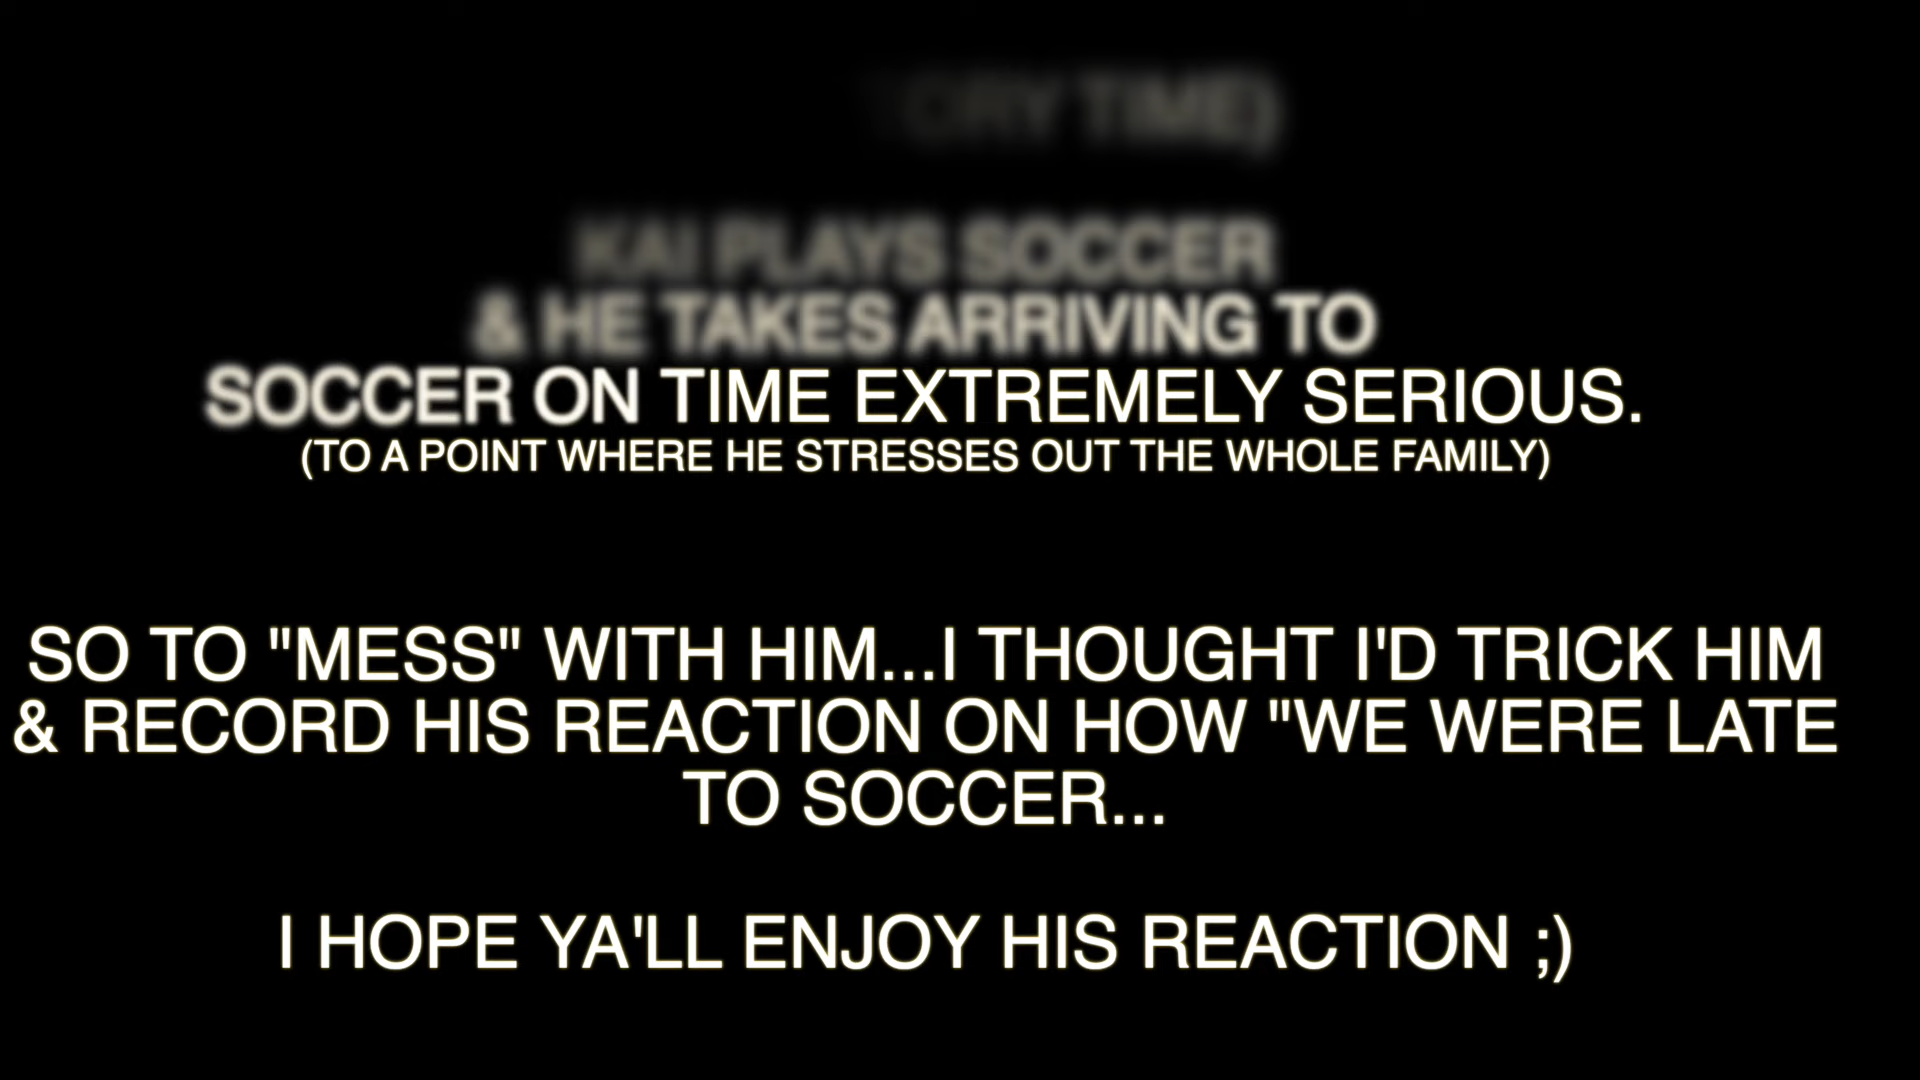 TIME)
KAI PLAYS SOCCER
& HE TAKES ARRIVING TO
SOCCER ON TIME EXTREMELY SERIOUS.
(TO A POINT WHERE HE STRESSES OUT THE WHOLE FAMILY)
SO TO "MESS" WITH HIM...I THOUGHT I'D TRICK HIM
& RECORD HIS REACTION ON HOW "WE WERE LATE
TO SOCCER...
I HOPE YA'LL ENJOY HIS REACTION ;)